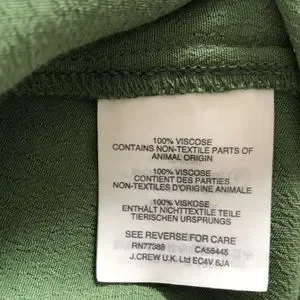 100% VISCOSE
CONTAINS NON-TEXTILE PARTS OF
ANIMAL ORIGIN
100% VISCOSE
CONTIENT DES PARTIES
NON-TEXTILES D'ORIGINE ANIMALE
100% VISKOSE
ENTHÄLT NICHTTEXTILE TEILE
TIERISCHEN URSPRUNGS
SEE REVERSE FOR CARE
RN77388 CA58445
J.CREW U.K. Ltd EC4V 6JA